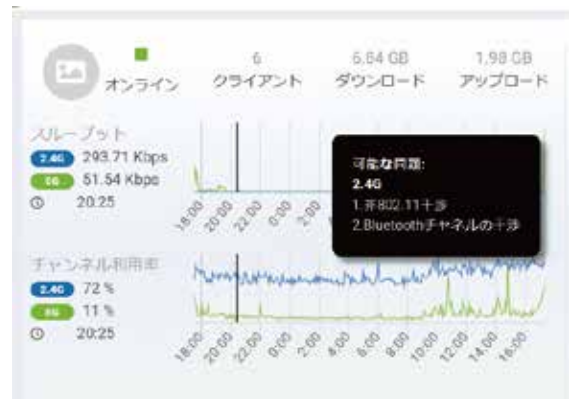 オンライン
6
クライアント
6.64 GB
ダウンロード
1.98 GB
アップロード
スループット
2.4G 293.71 Kbps
5G 51.54 Kbps
20:25
18:00 20:00 22:00 0:00 2:00
可能な問題:
2.4G
1.非802.11干渉
2.Bluetoothチャネルの干渉
チャンネル利用率
2.4G 72 %
5G 11 %
20:25
18:00 20:00 22:00 0:00 2:00 4:00 6:00 8:00 10:00 12:00 14:00 16:00